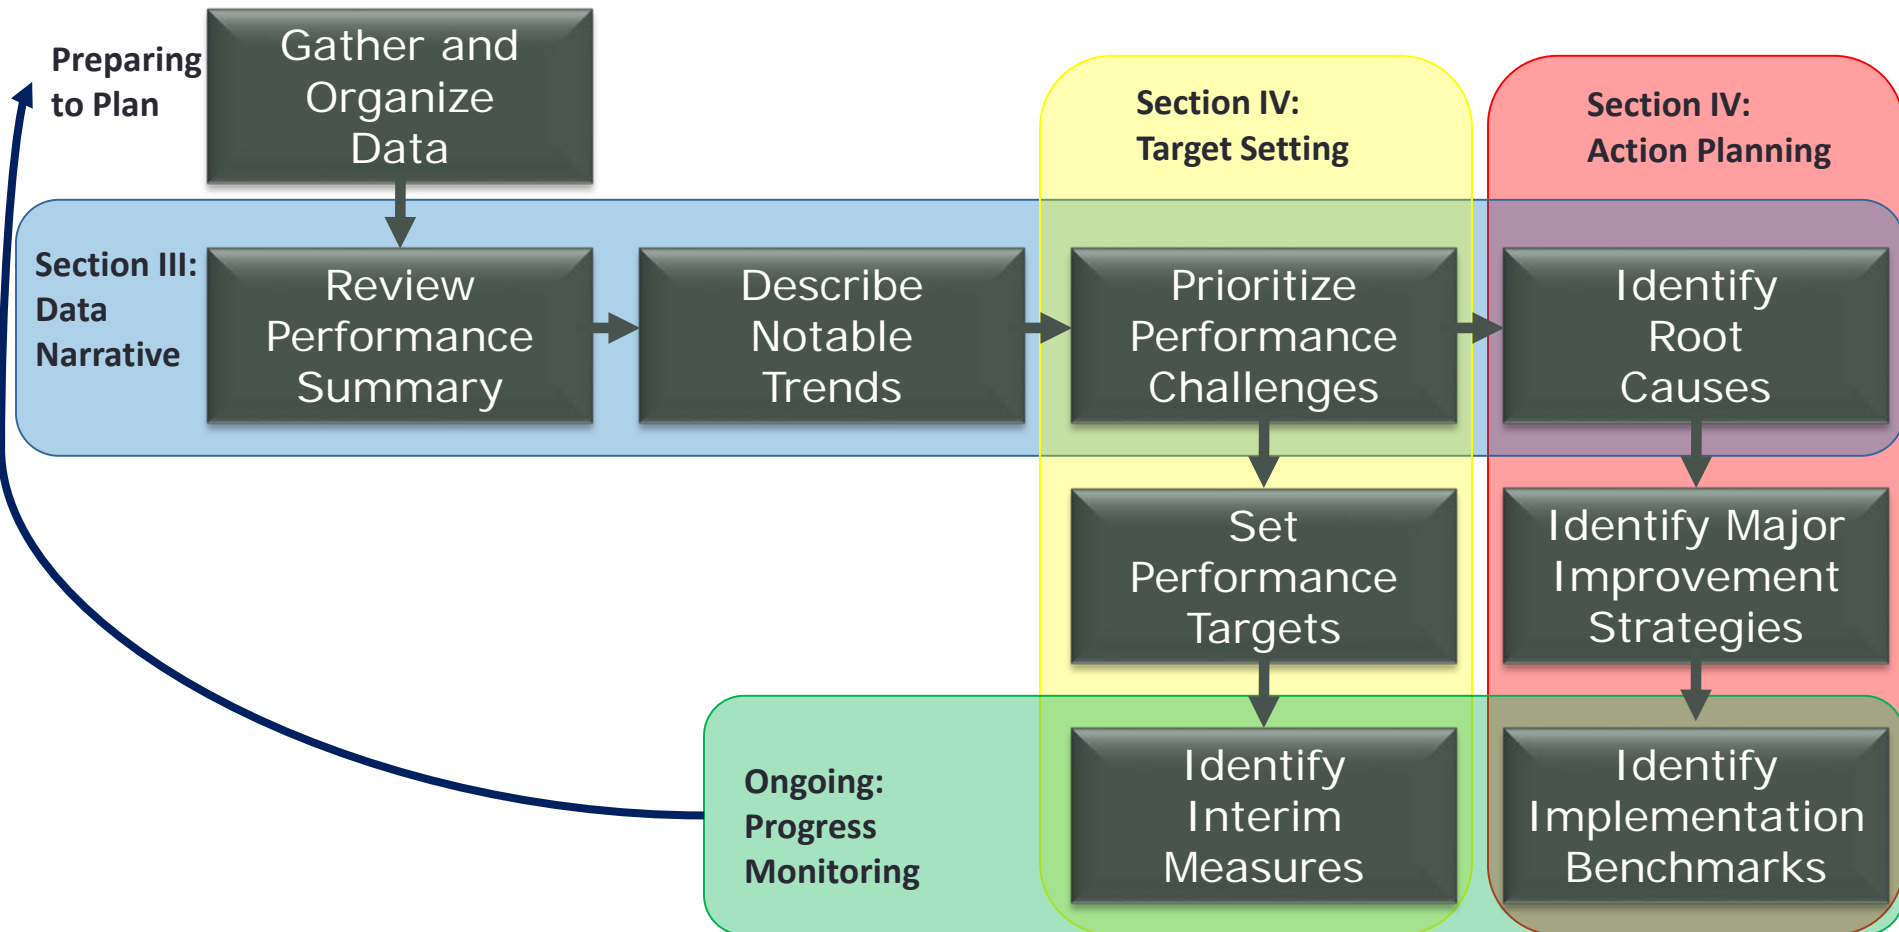 Preparing
to Plan
Gather and
Organize
Data
Section IV:
Target Setting
Section IV:
Action Planning
Section III:
Data
Narrative
Review
Performance
Summary
Describe
Notable
Trends
Prioritize
Performance
Challenges
Identify
Root
Causes
Set
Performance
Targets
Identify Major
Improvement
Strategies
Ongoing:
Progress
Monitoring
Identify
Interim
Measures
Identify
Implementation
Benchmarks